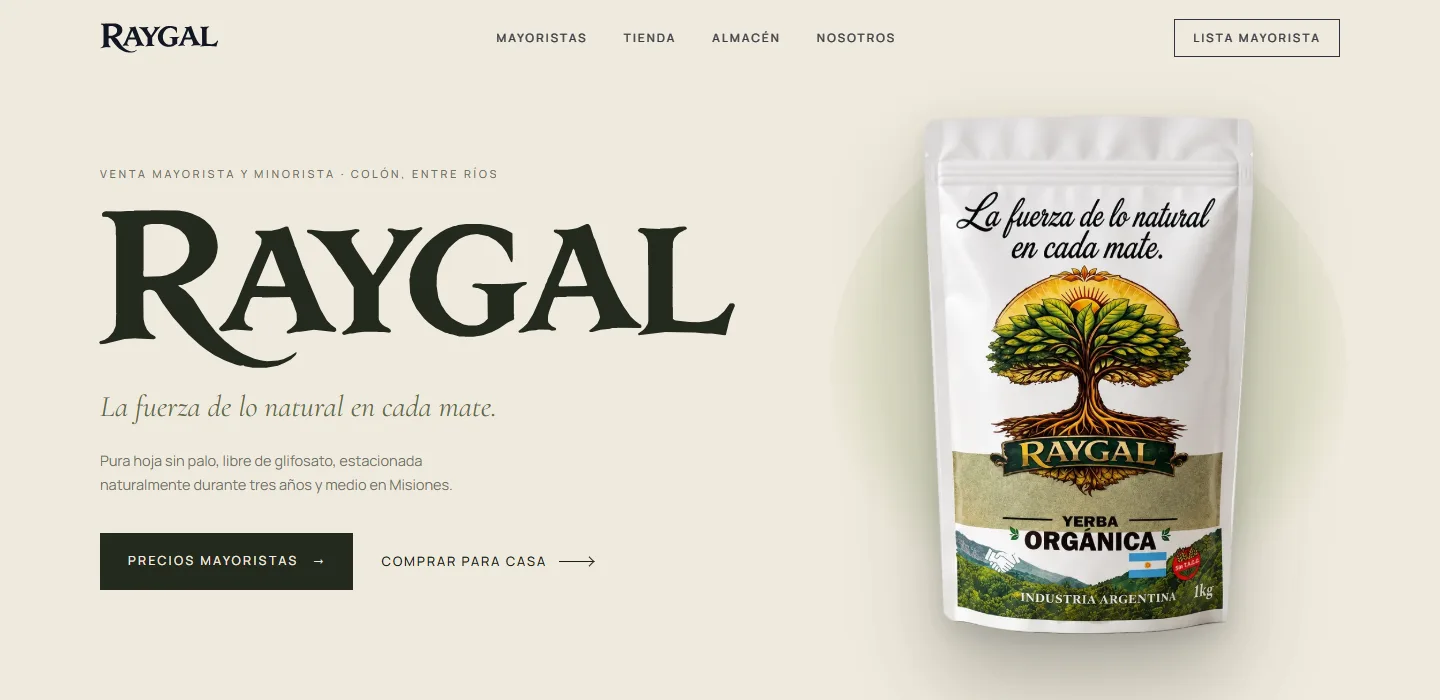 RAYGAL
MAYORISTAS
TIENDA
ALMACÉN
NOSOTROS
LISTA MAYORISTA
VENTA MAYORISTA Y MINORISTA · COLÓN, ENTRE RÍOS
RAYGAL
La fuerza de lo natural en cada mate.
Pura hoja sin palo, libre de glifosato, estacionada
naturalmente durante tres años y medio en Misiones.
PRECIOS MAYORISTAS →
COMPRAR PARA CASA
La fuerza de lo natural
en cada mate.
RAYGAL
YERBA
ORGÁNICA
SIN T.A.C.C
INDUSTRIA ARGENTINA
1kg